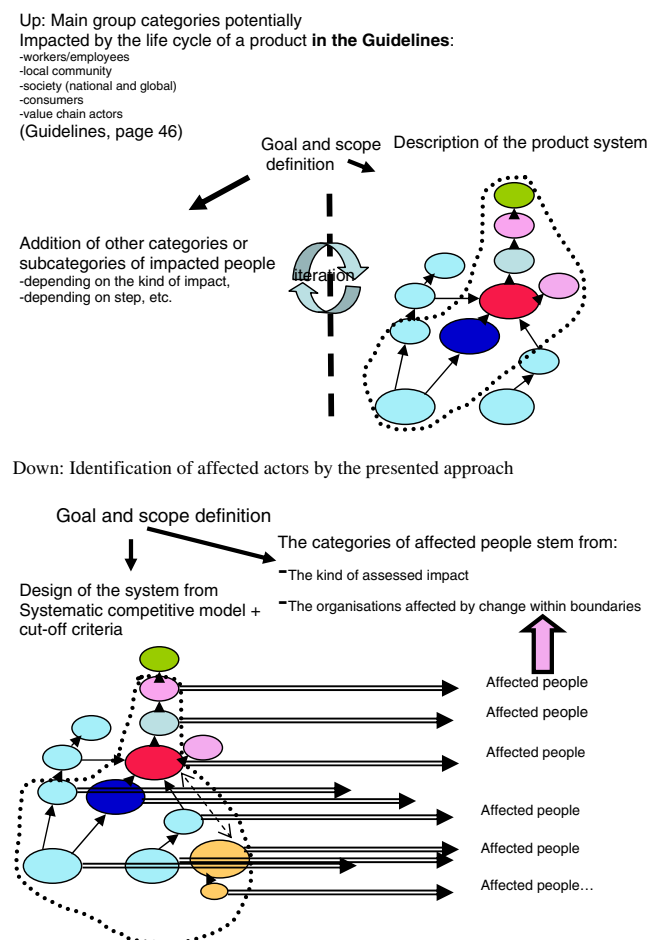 Up: Main group categories potentially
Impacted by the life cycle of a product in the Guidelines:
-workers/employees
-local community
-society (national and global)
-consumers
-value chain actors
(Guidelines, page 46)
Goal and scope
definition
Description of the product system
Addition of other categories or
subcategories of impacted people
-depending on the kind of impact,
-depending on step, etc.
iteration
Down: Identification of affected actors by the presented approach
Goal and scope definition
The categories of affected people stem from:
-The kind of assessed impact
-The organisations affected by change within boundaries
Design of the system from
Systematic competitive model +
cut-off criteria
Affected people
Affected people
Affected people
Affected people
Affected people
Affected people…